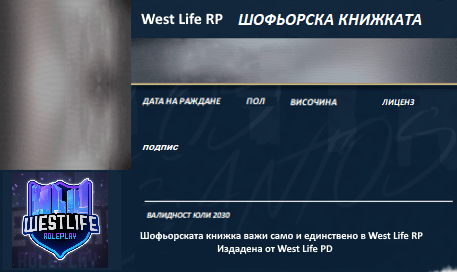 West Life RP ШОФЬОРСКА КНИЖКАТА
ДАТА НА РАЖДАНЕ ПОЛ ВИСОЧИНА ЛИЦЕНЗ
подпис
ВАЛИДНОСТ ЮЛИ 2030
Шофьорската книжка важи само и единствено в West Life RP
Издадена от West Life PD
WESTLIFE
ROLEPLAY